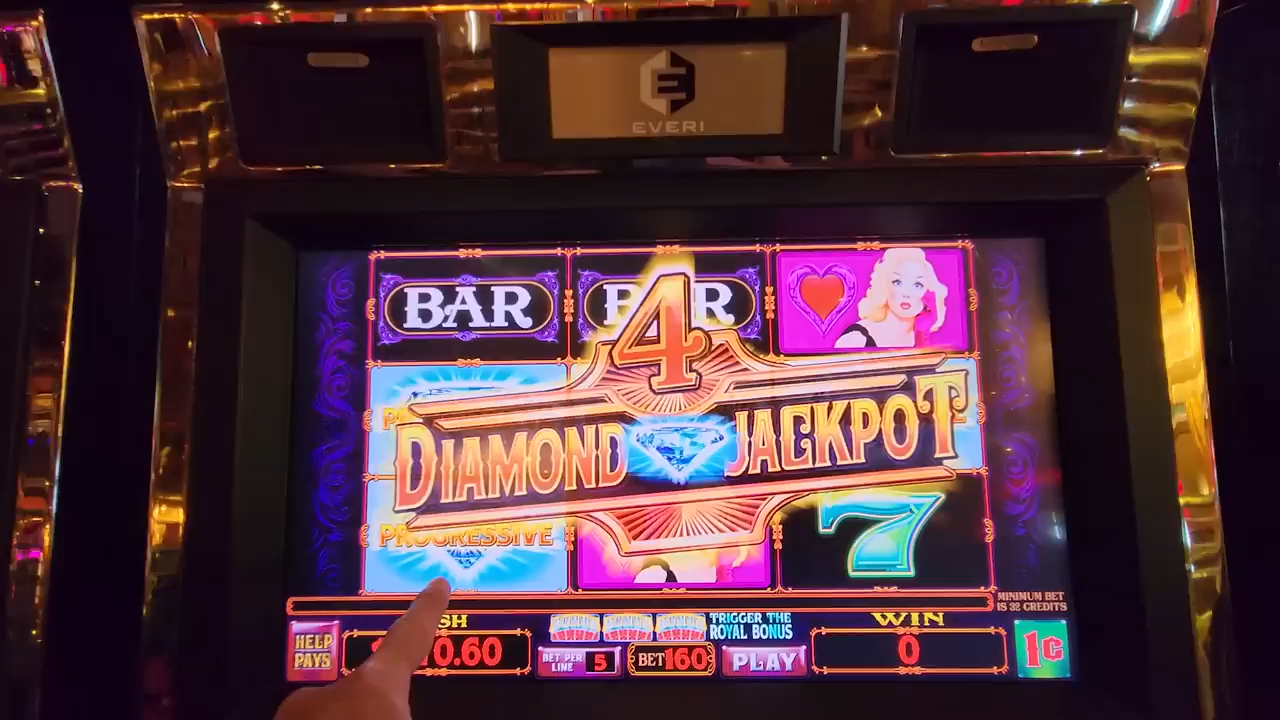 E
EVERI
BAR
4
DIAMOND JACKPOT
PROGRESSIVE
7
MINIMUM BET
IS 32 CREDITS
TRIGGER THE
ROYAL BONUS
WIN
HELP
PAYS
0.60
BET PER
LINE 5
BET 160
PLAY
0
1¢